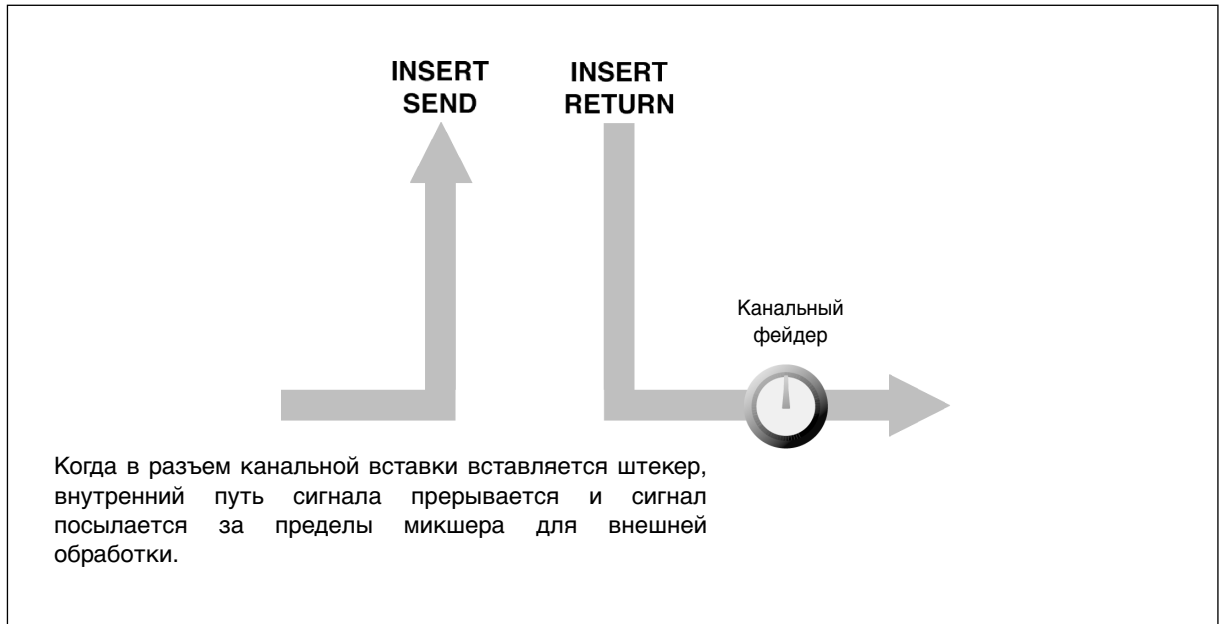 INSERT
SEND
INSERT
RETURN
Канальный
фейдер
Когда в разъем канальной вставки вставляется штекер,
внутренний путь сигнала прерывается и сигнал
посылается за пределы микшера для внешней
обработки.